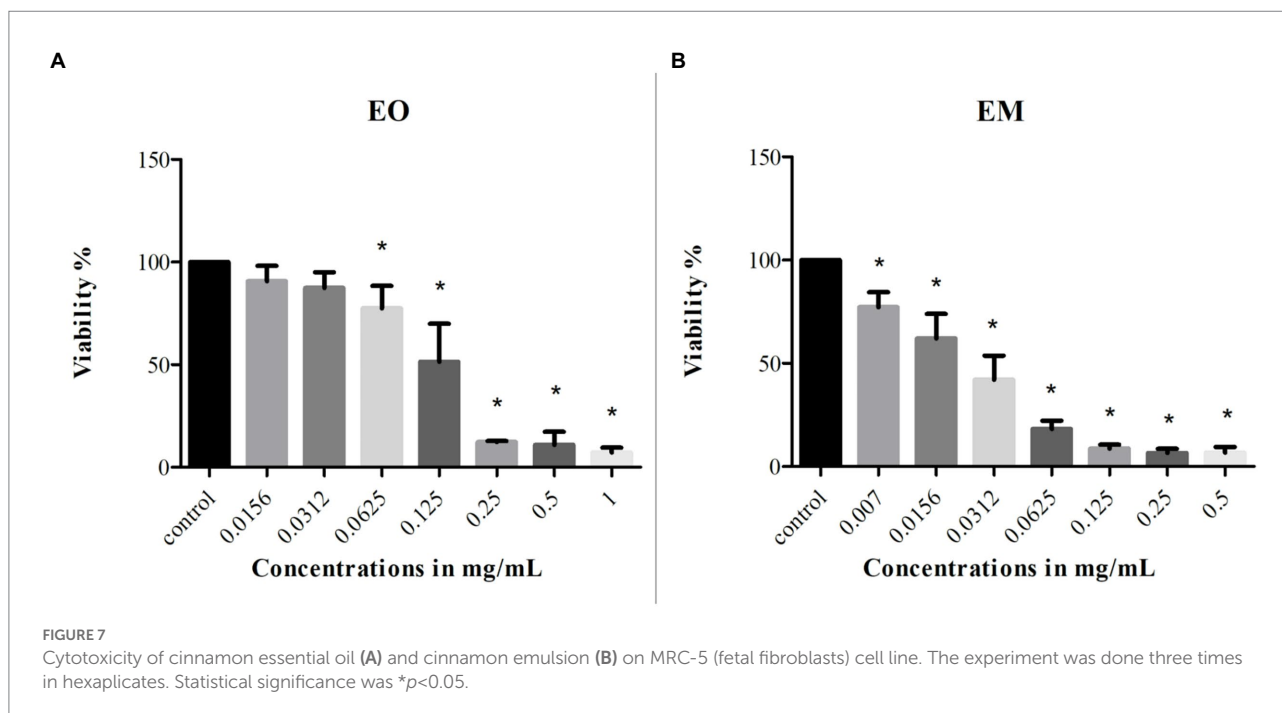 A
EO
150
100
50
0
Viability %
* * * * *
control 0.0156 0.0312 0.0625 0.125 0.25 0.5 1
Concentrations in mg/mL
B
EM
150
100
50
0
Viability %
* * * * * * *
control 0.007 0.0156 0.0312 0.0625 0.125 0.25 0.5
Concentrations in mg/mL
FIGURE 7
Cytotoxicity of cinnamon essential oil (A) and cinnamon emulsion (B) on MRC-5 (fetal fibroblasts) cell line. The experiment was done three times
in hexaplicates. Statistical significance was *p<0.05.